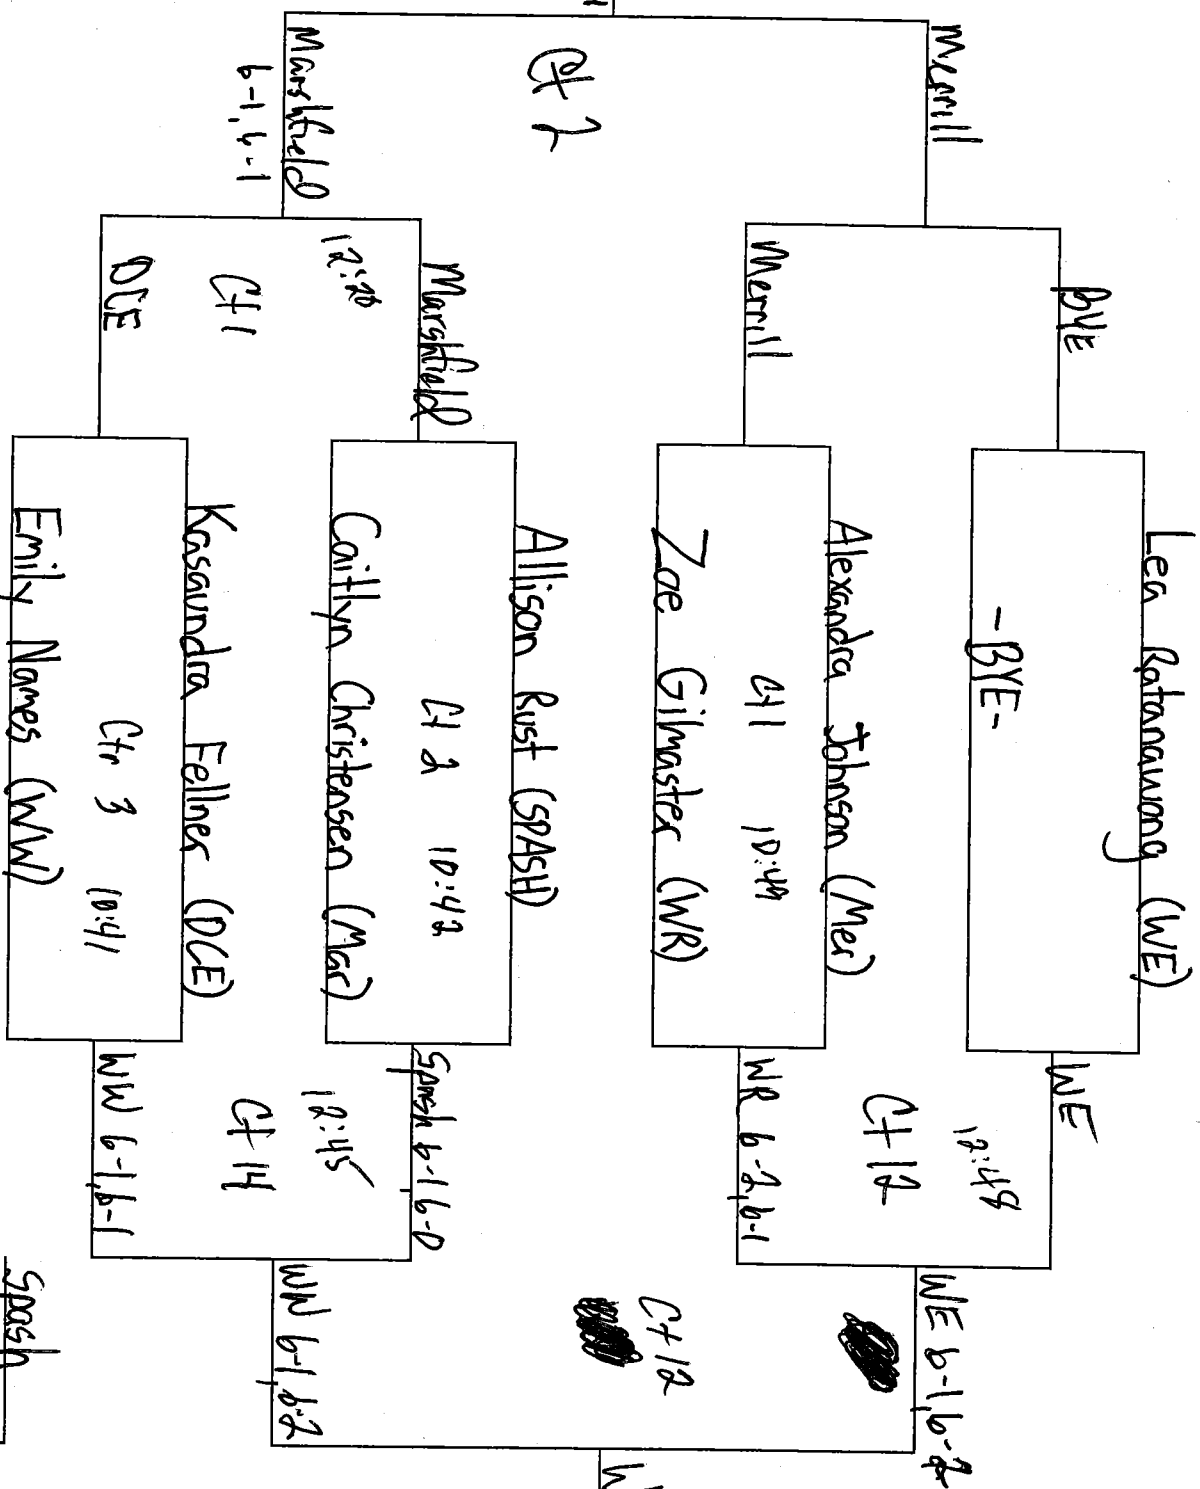 Lea Ratanawong (WE)
-BYE-
Alexandra Johnson (Mer)
Ct 1 10:49
Zoe Gilmaster (WR)
Allison Rust (SPASH)
Ct 2 10:42
Caitlyn Christensen (Mar)
Kasaundra Fellner (DCE)
Ctr 3 10:41
Emily Names (WW)
BYE
Merrill
Merrill
Marshfield
12:20
Ct 1
DCE
Ct 2
Marshfield
6-1, 6-1
WE
12:48
Ct 12
WR 6-2, 6-1
Spash 6-1 6-0
12:45
Ct 14
WW 6-1, 6-1
WE 6-1, 6-2
Ct 12
WW 6-1, 6-2
Spash